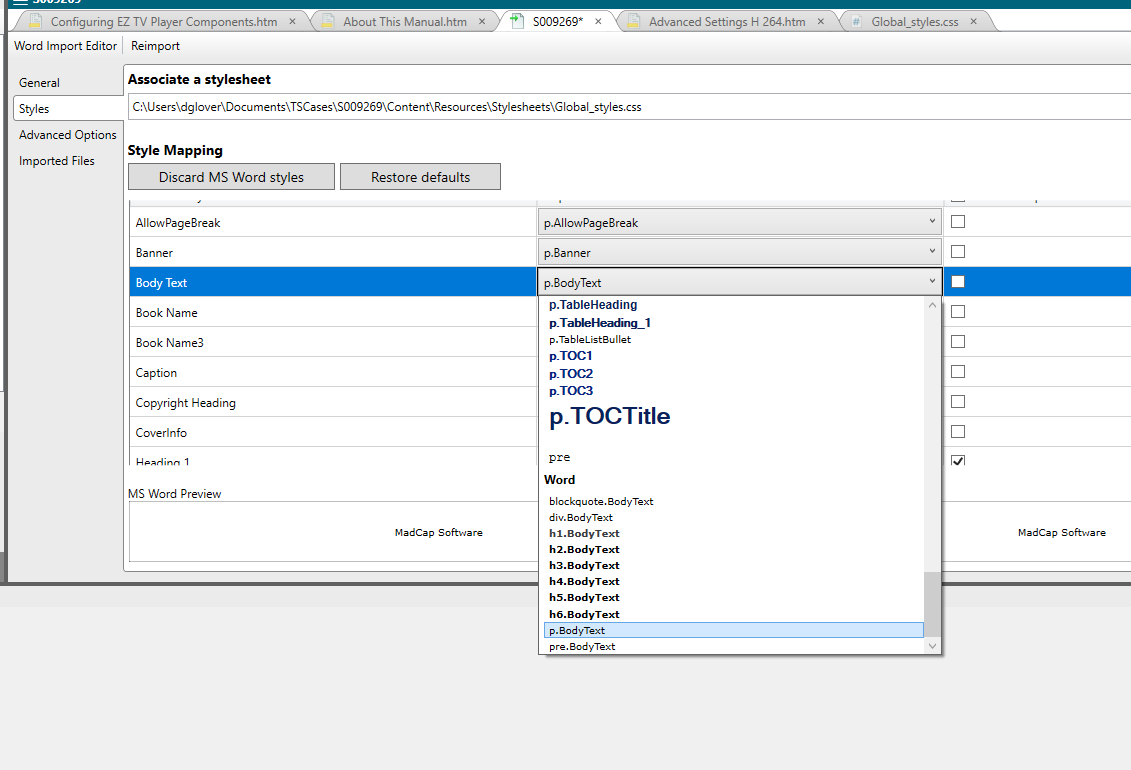 S009269
Configuring EZ TV Player Components.htm × About This Manual.htm × S009269* × Advanced Settings H 264.htm × # Global_styles.css ×
Word Import Editor Reimport
General
Styles
Advanced Options
Imported Files
Associate a stylesheet
C:\Users\dglover\Documents\TSCases\S009269\Content\Resources\Stylesheets\Global_styles.css
Style Mapping
Discard MS Word styles Restore defaults
AllowPageBreak p.AllowPageBreak
Banner p.Banner
Body Text p.BodyText
Book Name
Book Name3
Caption
Copyright Heading
CoverInfo
Heading 1
p.TableHeading
p.TableHeading_1
p.TableListBullet
p.TOC1
p.TOC2
p.TOC3
p.TOCTitle
pre
Word
blockquote.BodyText
div.BodyText
h1.BodyText
h2.BodyText
h3.BodyText
h4.BodyText
h5.BodyText
h6.BodyText
p.BodyText
pre.BodyText
MS Word Preview
MadCap Software MadCap Software